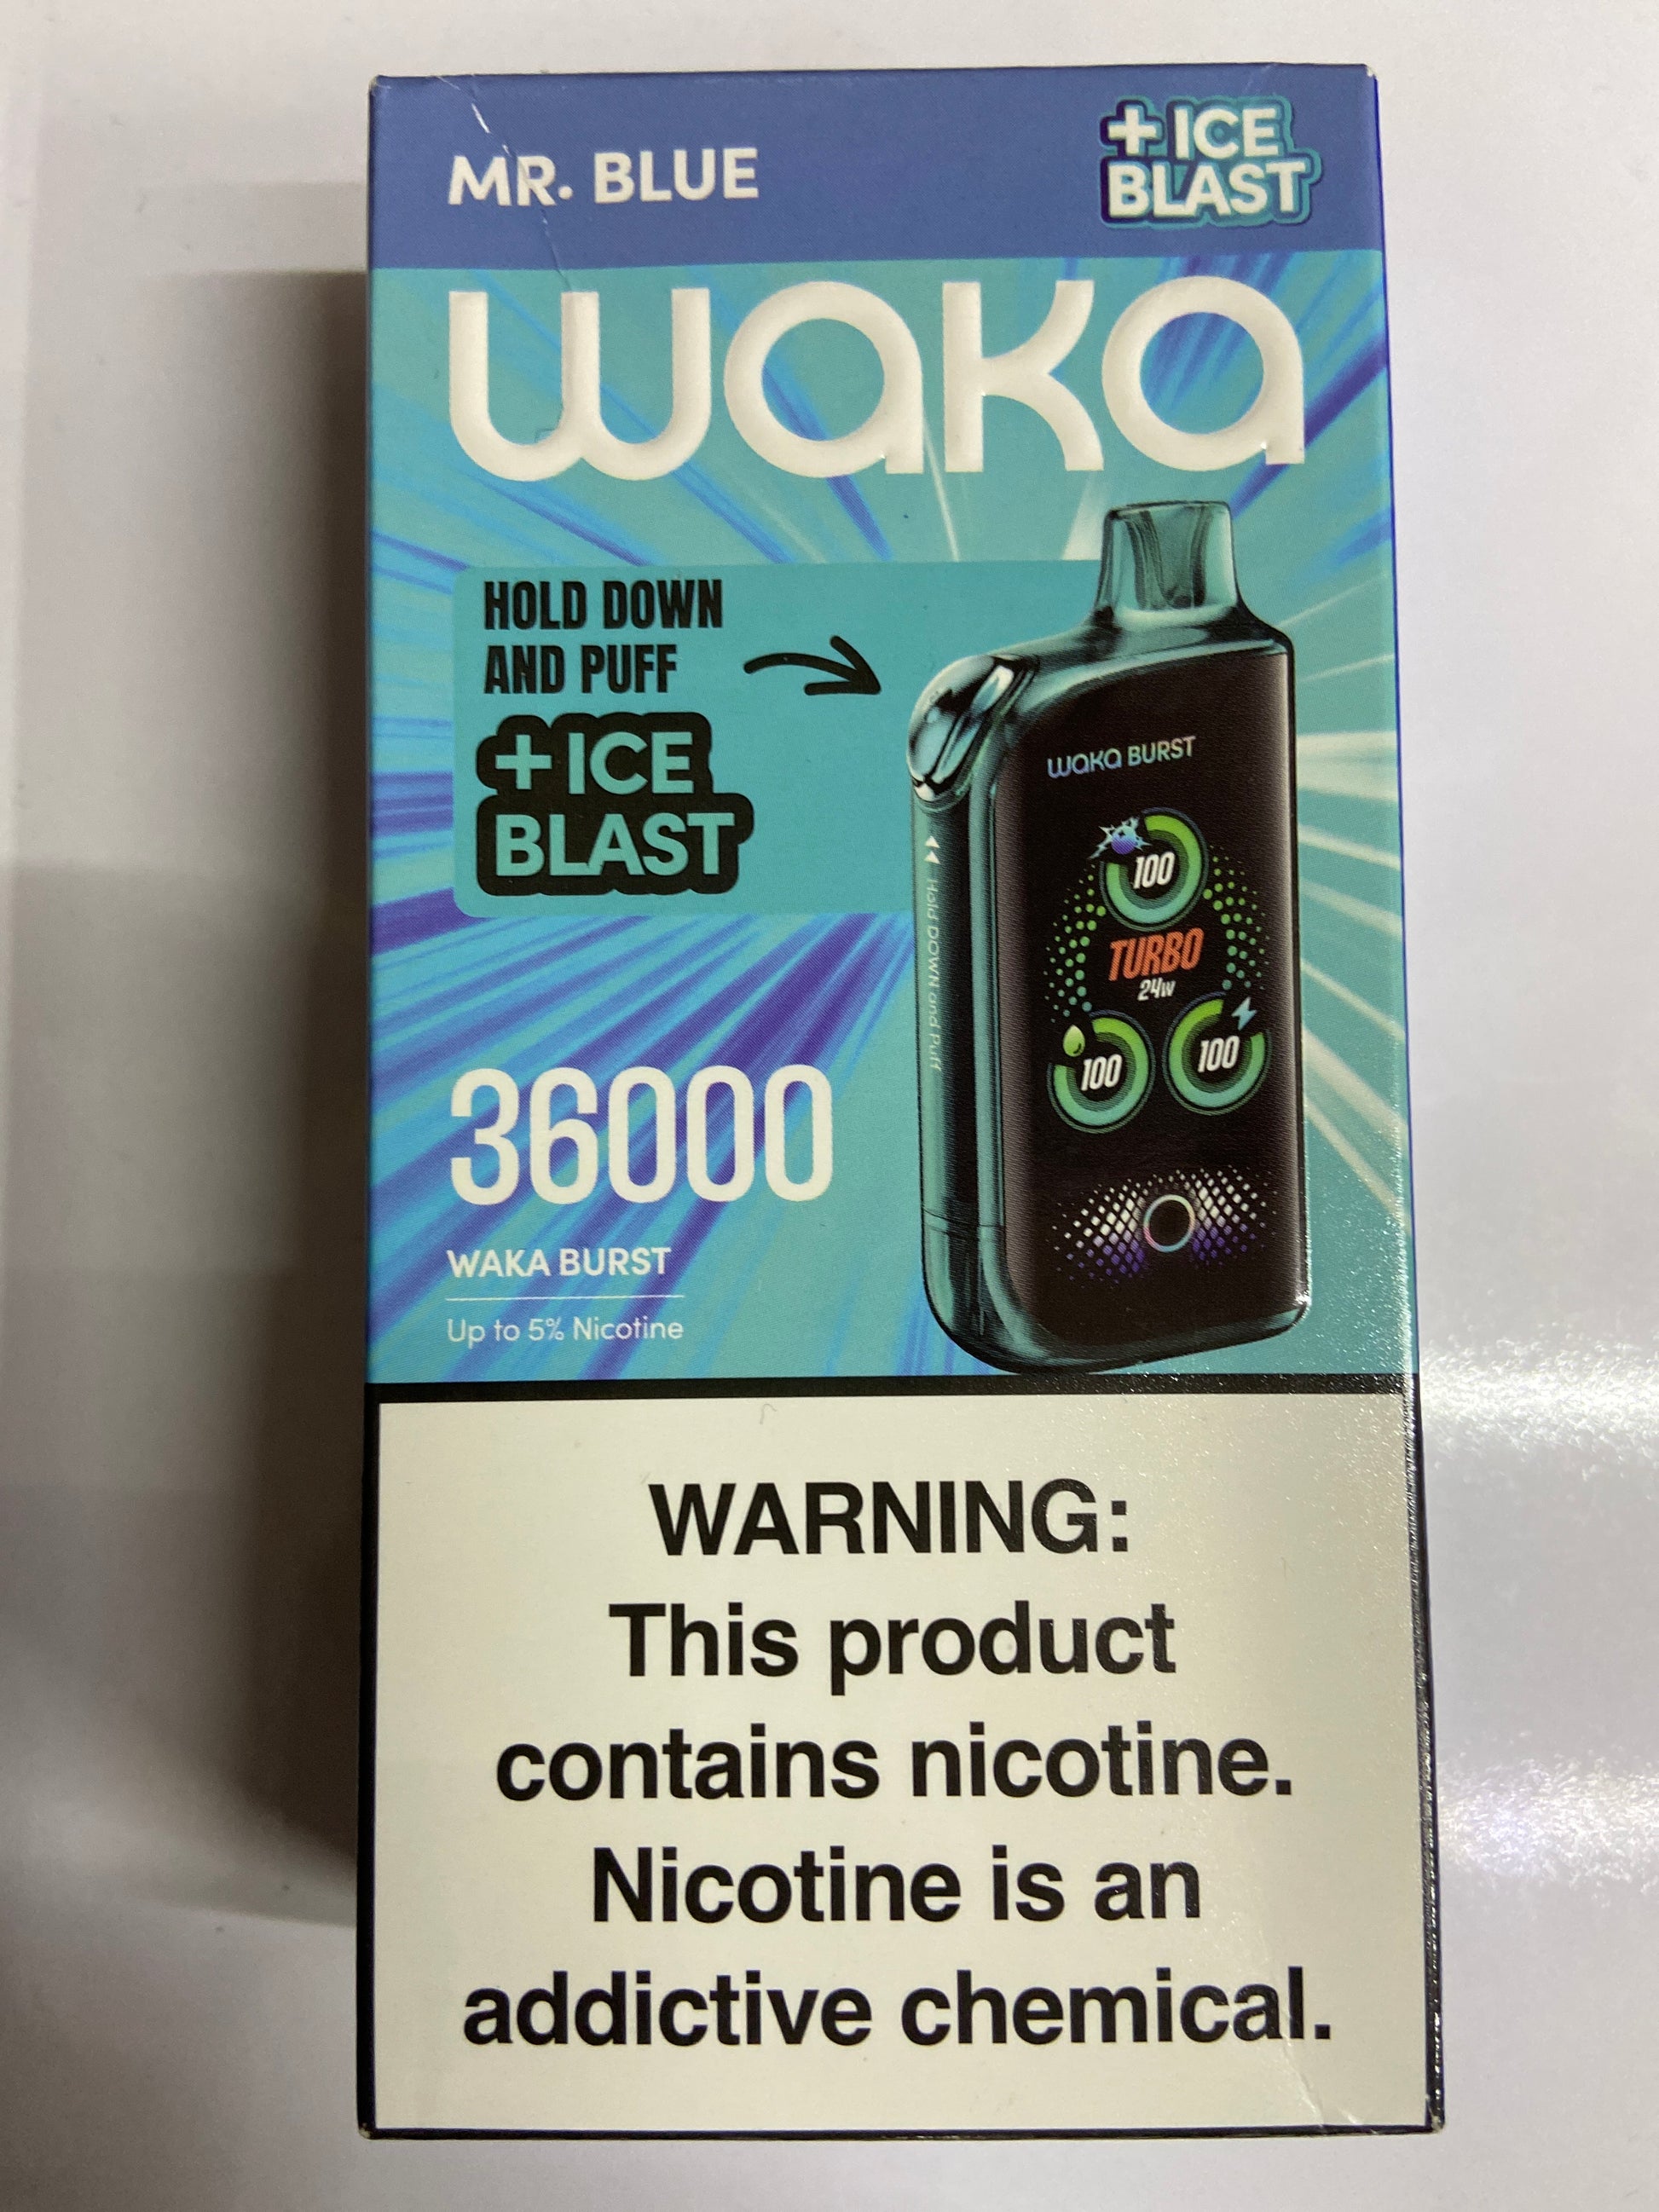 MR. BLUE
+ ICE
BLAST
waka
HOLD DOWN
AND PUFF
+ ICE
BLAST
waka BURST
100
TURBO
24W
100
100
Hold DOWN and Puff
36000
WAKA BURST
Up to 5% Nicotine
WARNING:
This product
contains nicotine.
Nicotine is an
addictive chemical.